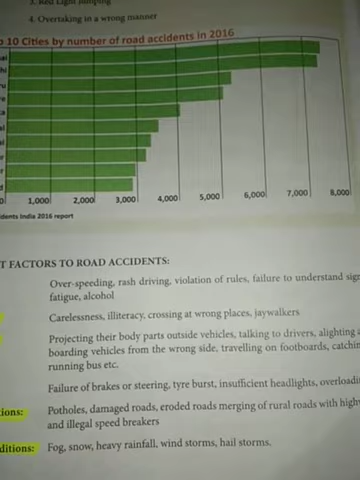 3. Red Light Jumping
4. Overtaking in a wrong manner
10 Cities by number of road accidents in 2016
1,000 2,000 3,000 4,000 5,000 6,000 7,000 8,000
dents India 2016 report
T FACTORS TO ROAD ACCIDENTS:
Over-speeding, rash driving, violation of rules, failure to understand sig
fatigue, alcohol
Carelessness, illiteracy, crossing at wrong places, jaywalkers
Projecting their body parts outside vehicles, talking to drivers, alighting a
boarding vehicles from the wrong side, travelling on footboards, catchin
running bus etc.
Failure of brakes or steering, tyre burst, insufficient headlights, overloadi
ions: Potholes, damaged roads, eroded roads merging of rural roads with high
and illegal speed breakers
ditions: Fog, snow, heavy rainfall, wind storms, hail storms.